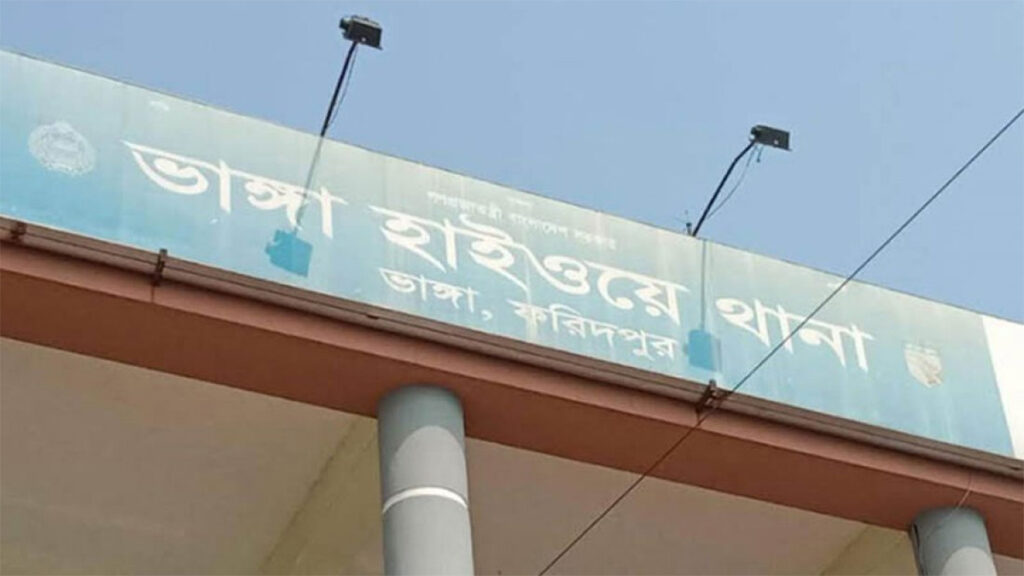 গণপ্রজাতন্ত্রী বাংলাদেশ সরকার
ভাঙ্গা হাইওয়ে থানা
ভাঙ্গা, ফরিদপুর